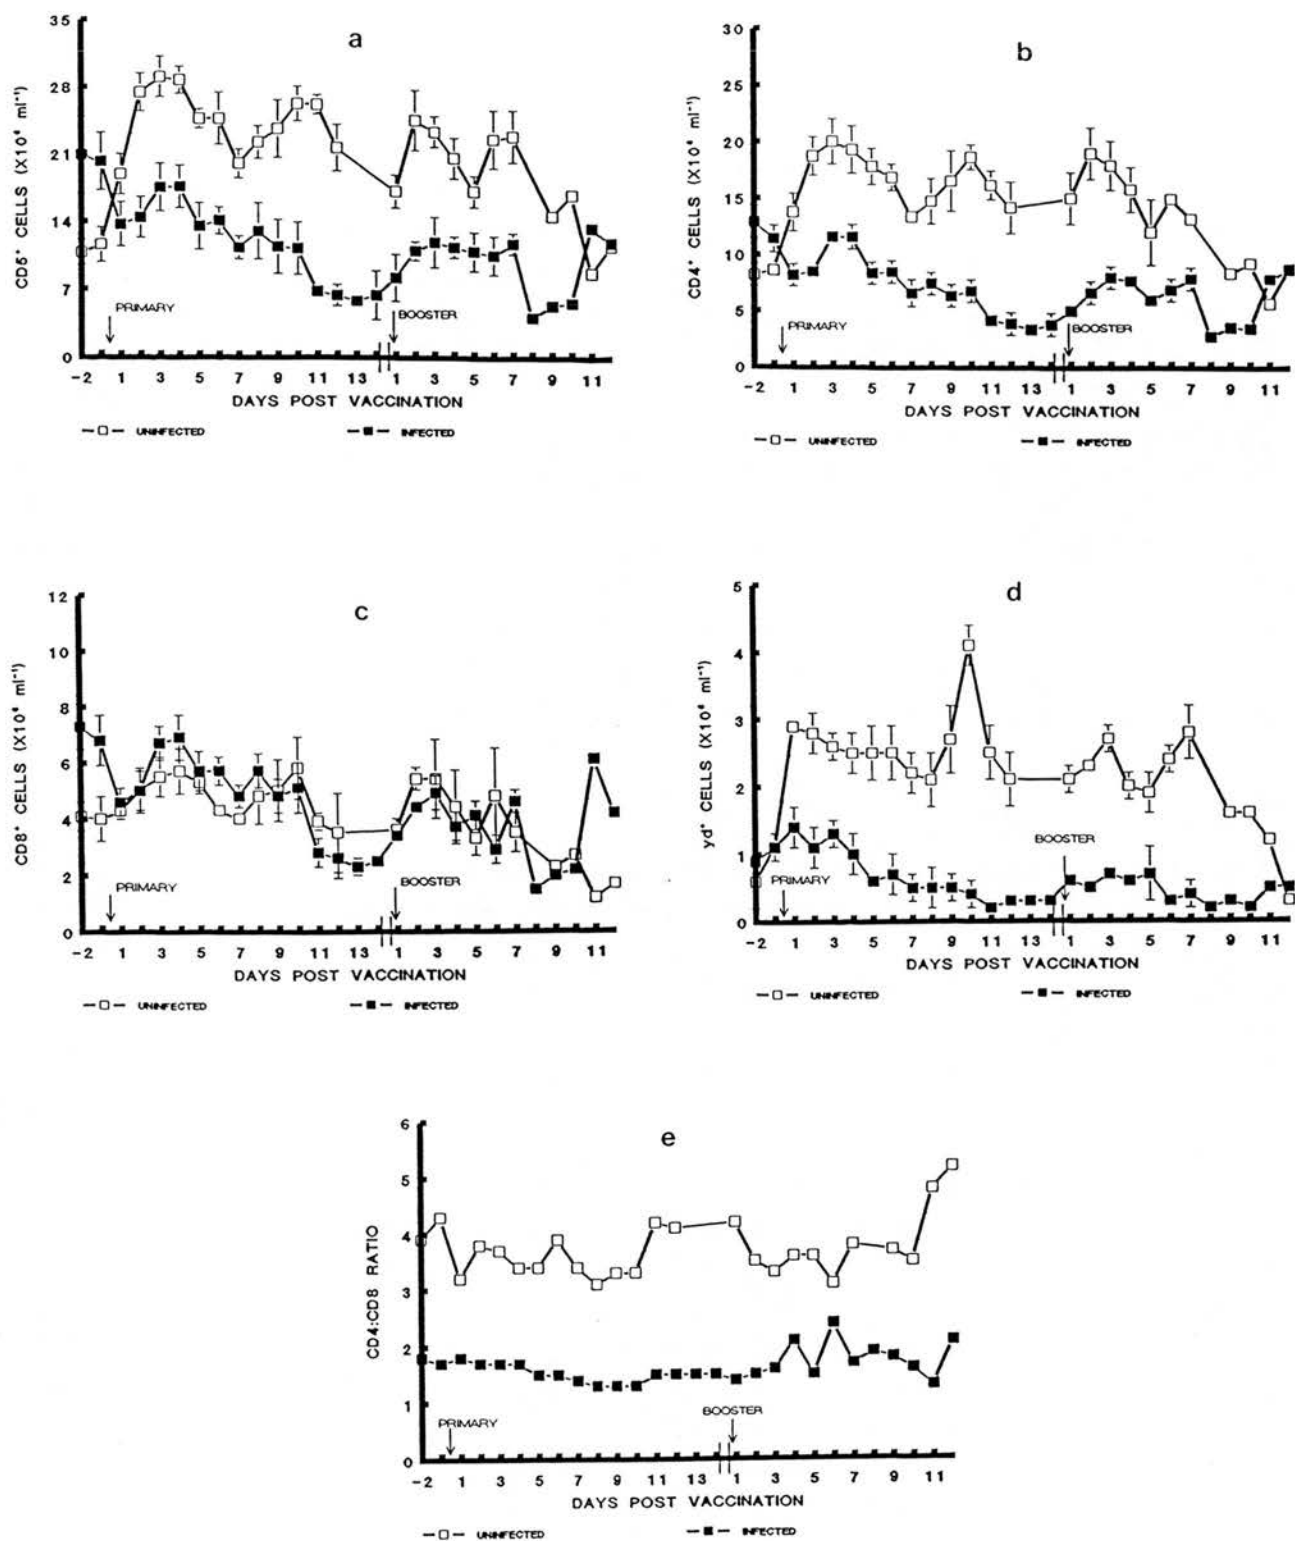 a
CD5⁺ CELLS (X10⁴ ml⁻¹)
35
28
21
14
7
0
PRIMARY
BOOSTER
-2 1 3 5 7 9 11 13 1 3 5 7 9 11
DAYS POST VACCINATION
UNINFECTED INFECTED
b
CD4⁺ CELLS (X10⁴ ml⁻¹)
30
25
20
15
10
5
0
PRIMARY
BOOSTER
-2 1 3 5 7 9 11 13 1 3 5 7 9 11
DAYS POST VACCINATION
UNINFECTED INFECTED
c
CD8⁺ CELLS (X10⁴ ml⁻¹)
12
10
8
6
4
2
0
PRIMARY
BOOSTER
-2 1 3 5 7 9 11 13 1 3 5 7 9 11
DAYS POST VACCINATION
UNINFECTED INFECTED
d
yd⁺ CELLS (X10⁴ ml⁻¹)
5
4
3
2
1
0
PRIMARY
BOOSTER
-2 1 3 5 7 9 11 13 1 3 5 7 9 11
DAYS POST VACCINATION
UNINFECTED INFECTED
e
CD4:CD8 RATIO
6
5
4
3
2
1
0
PRIMARY
BOOSTER
-2 1 3 5 7 9 11 13 1 3 5 7 9 11
DAYS POST VACCINATION
UNINFECTED INFECTED